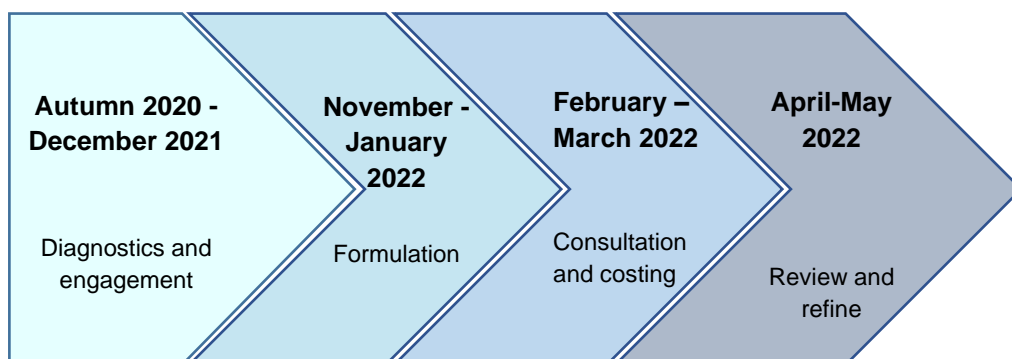 Autumn 2020 -
December 2021
Diagnostics and
engagement
November -
January
2022
Formulation
February –
March 2022
Consultation
and costing
April-May
2022
Review and
refine